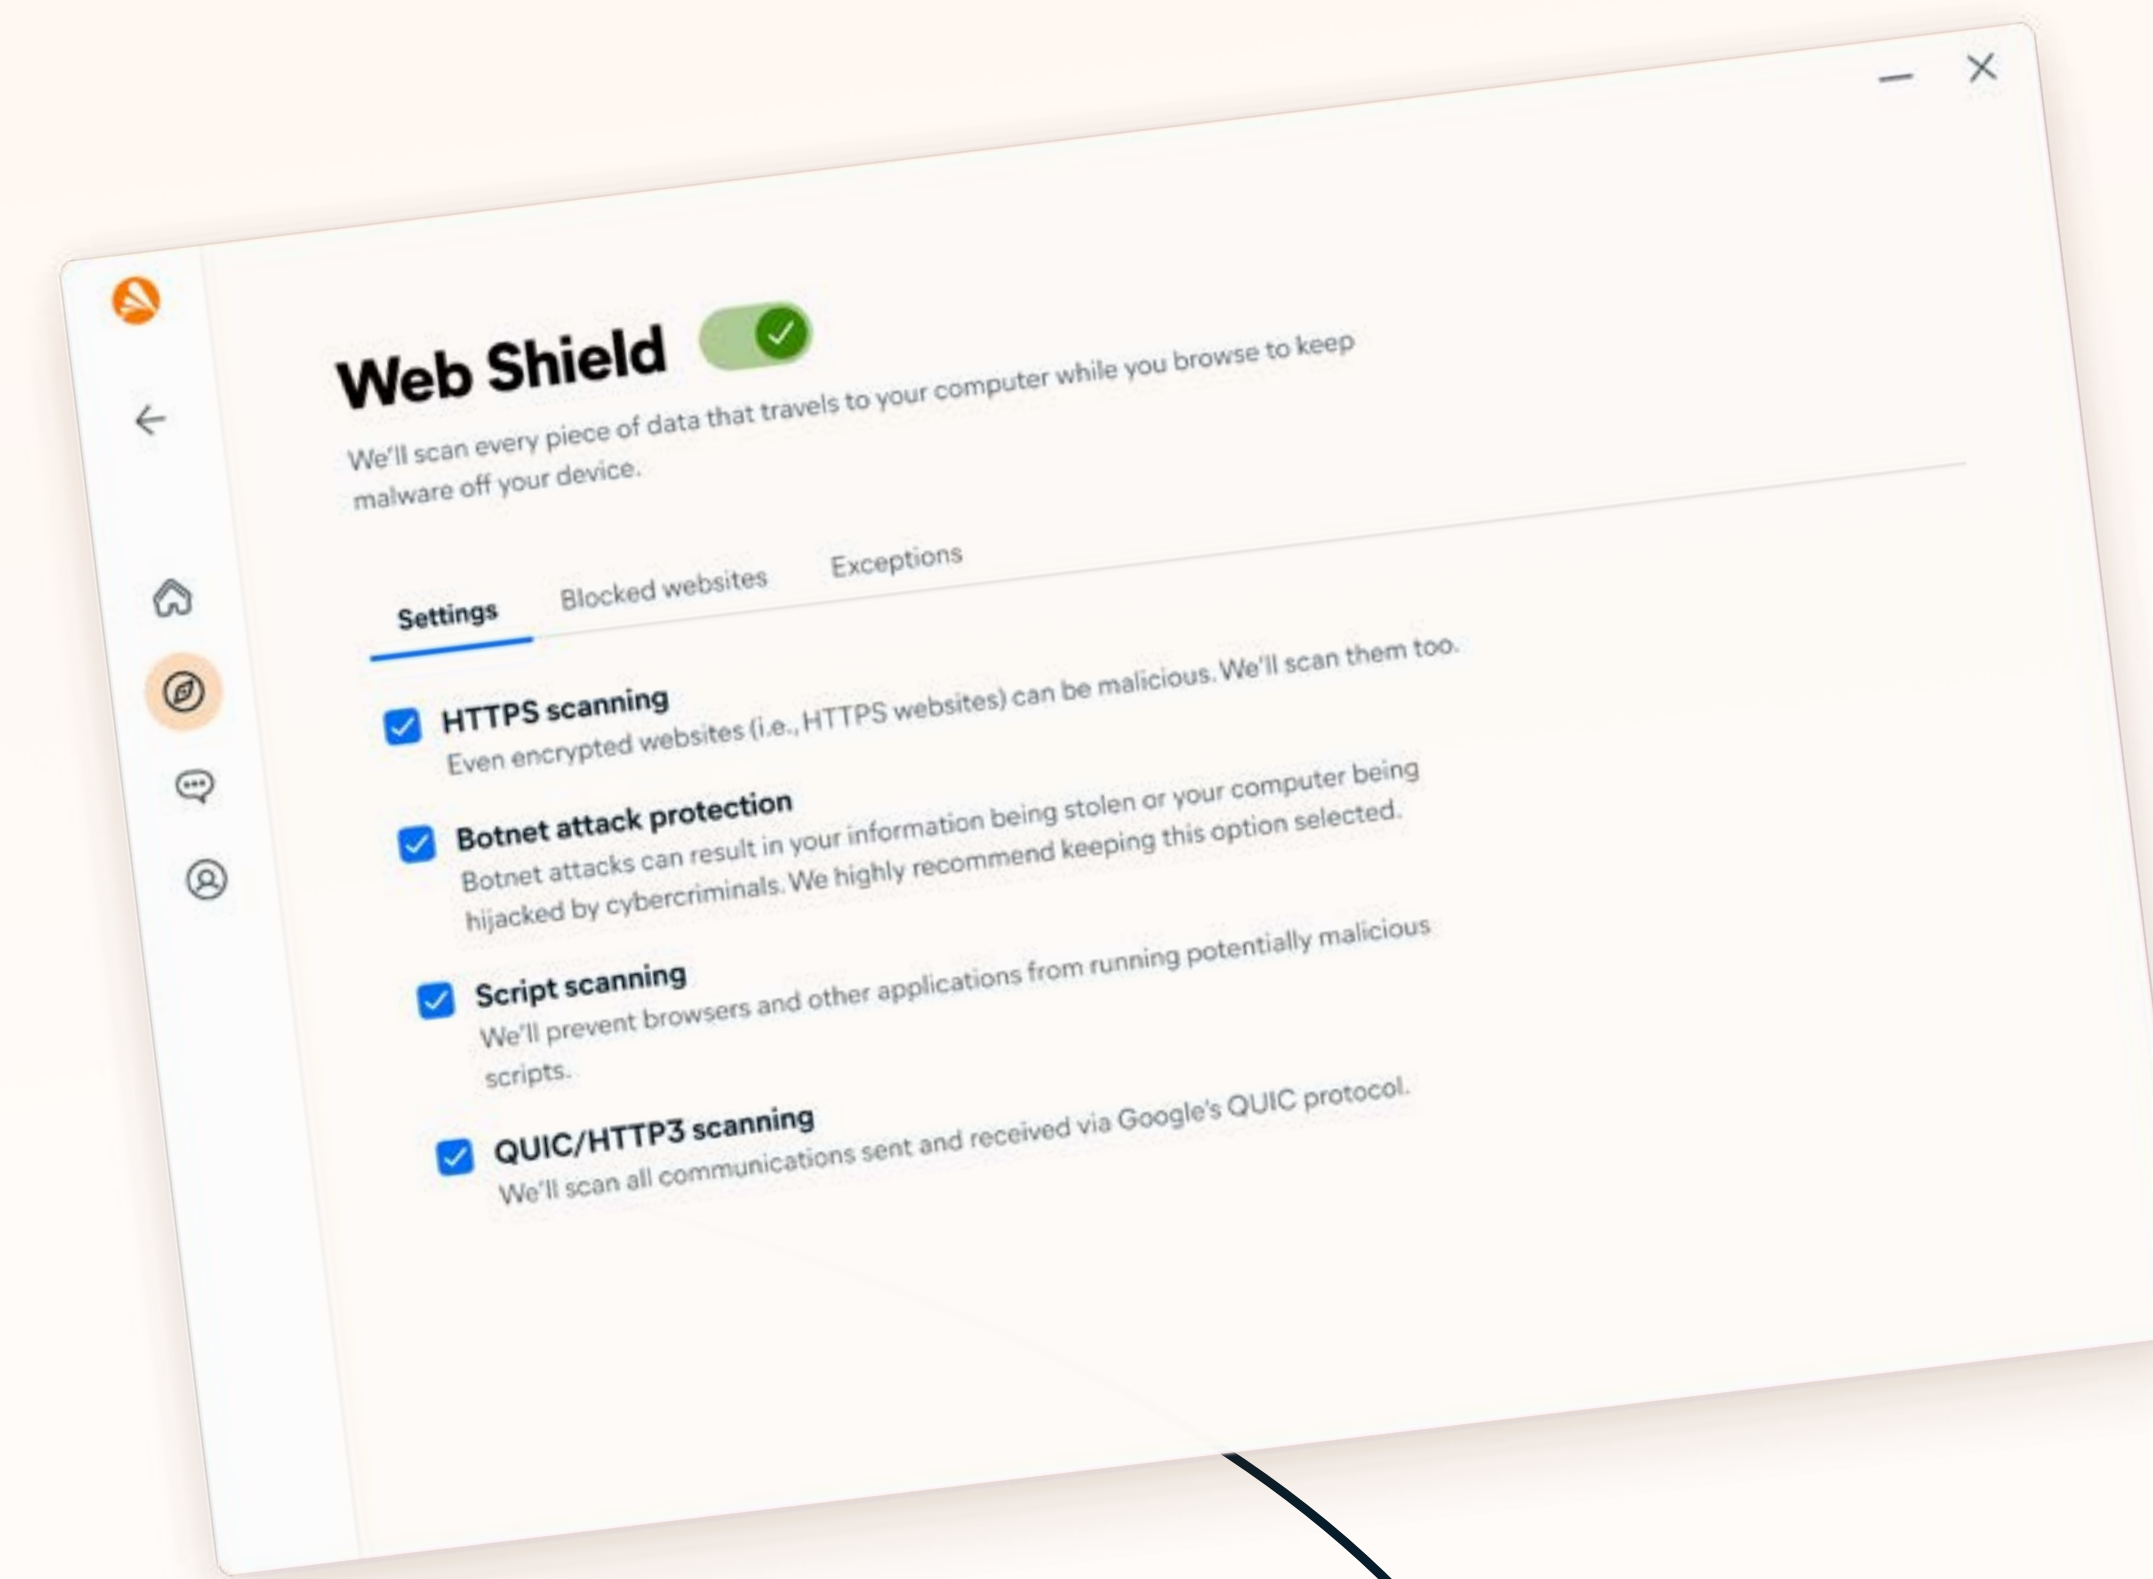 Web Shield
We'll scan every piece of data that travels to your computer while you browse to keep
malware off your device.
Settings
Blocked websites
Exceptions
HTTPS scanning
Even encrypted websites (i.e., HTTPS websites) can be malicious. We'll scan them too.
Botnet attack protection
Botnet attacks can result in your information being stolen or your computer being
hijacked by cybercriminals. We highly recommend keeping this option selected.
Script scanning
We'll prevent browsers and other applications from running potentially malicious
scripts.
QUIC/HTTP3 scanning
We'll scan all communications sent and received via Google's QUIC protocol.